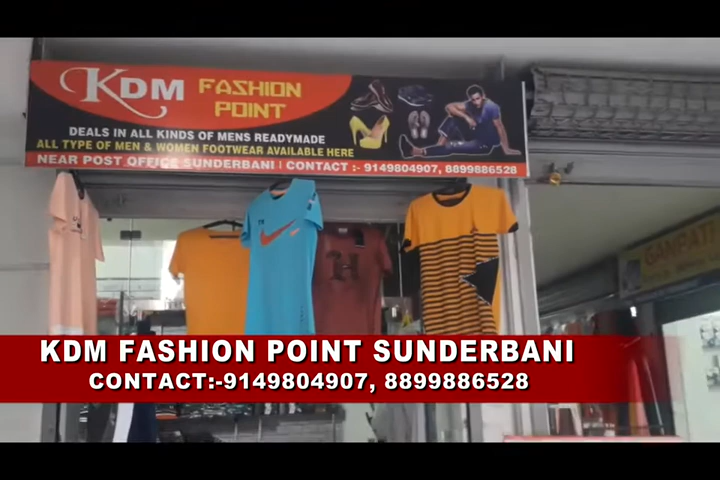 KDM FASHION
POINT
DEALS IN ALL KINDS OF MENS READYMADE
ALL TYPE OF MEN & WOMEN FOOTWEAR AVAILABLE HERE
NEAR POST OFFICE SUNDERBANI | CONTACT :- 9149804907, 8899886528
GANPATI
KDM FASHION POINT SUNDERBANI
CONTACT:-9149804907, 8899886528